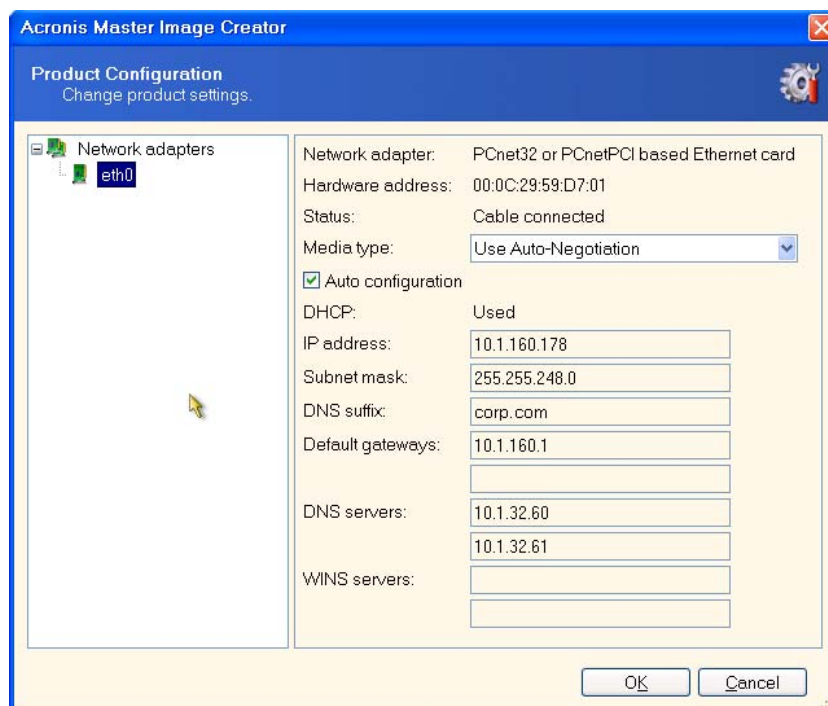 Acronis Master Image Creator
Product Configuration
Change product settings.
Network adapters
eth0
Network adapter: PCnet32 or PCnetPCI based Ethernet card
Hardware address: 00:0C:29:59:D7:01
Status: Cable connected
Media type: Use Auto-Negotiation
Auto configuration
DHCP: Used
IP address: 10.1.160.178
Subnet mask: 255.255.248.0
DNS suffix: corp.com
Default gateways: 10.1.160.1
DNS servers: 10.1.32.60
10.1.32.61
WINS servers:
OK Cancel